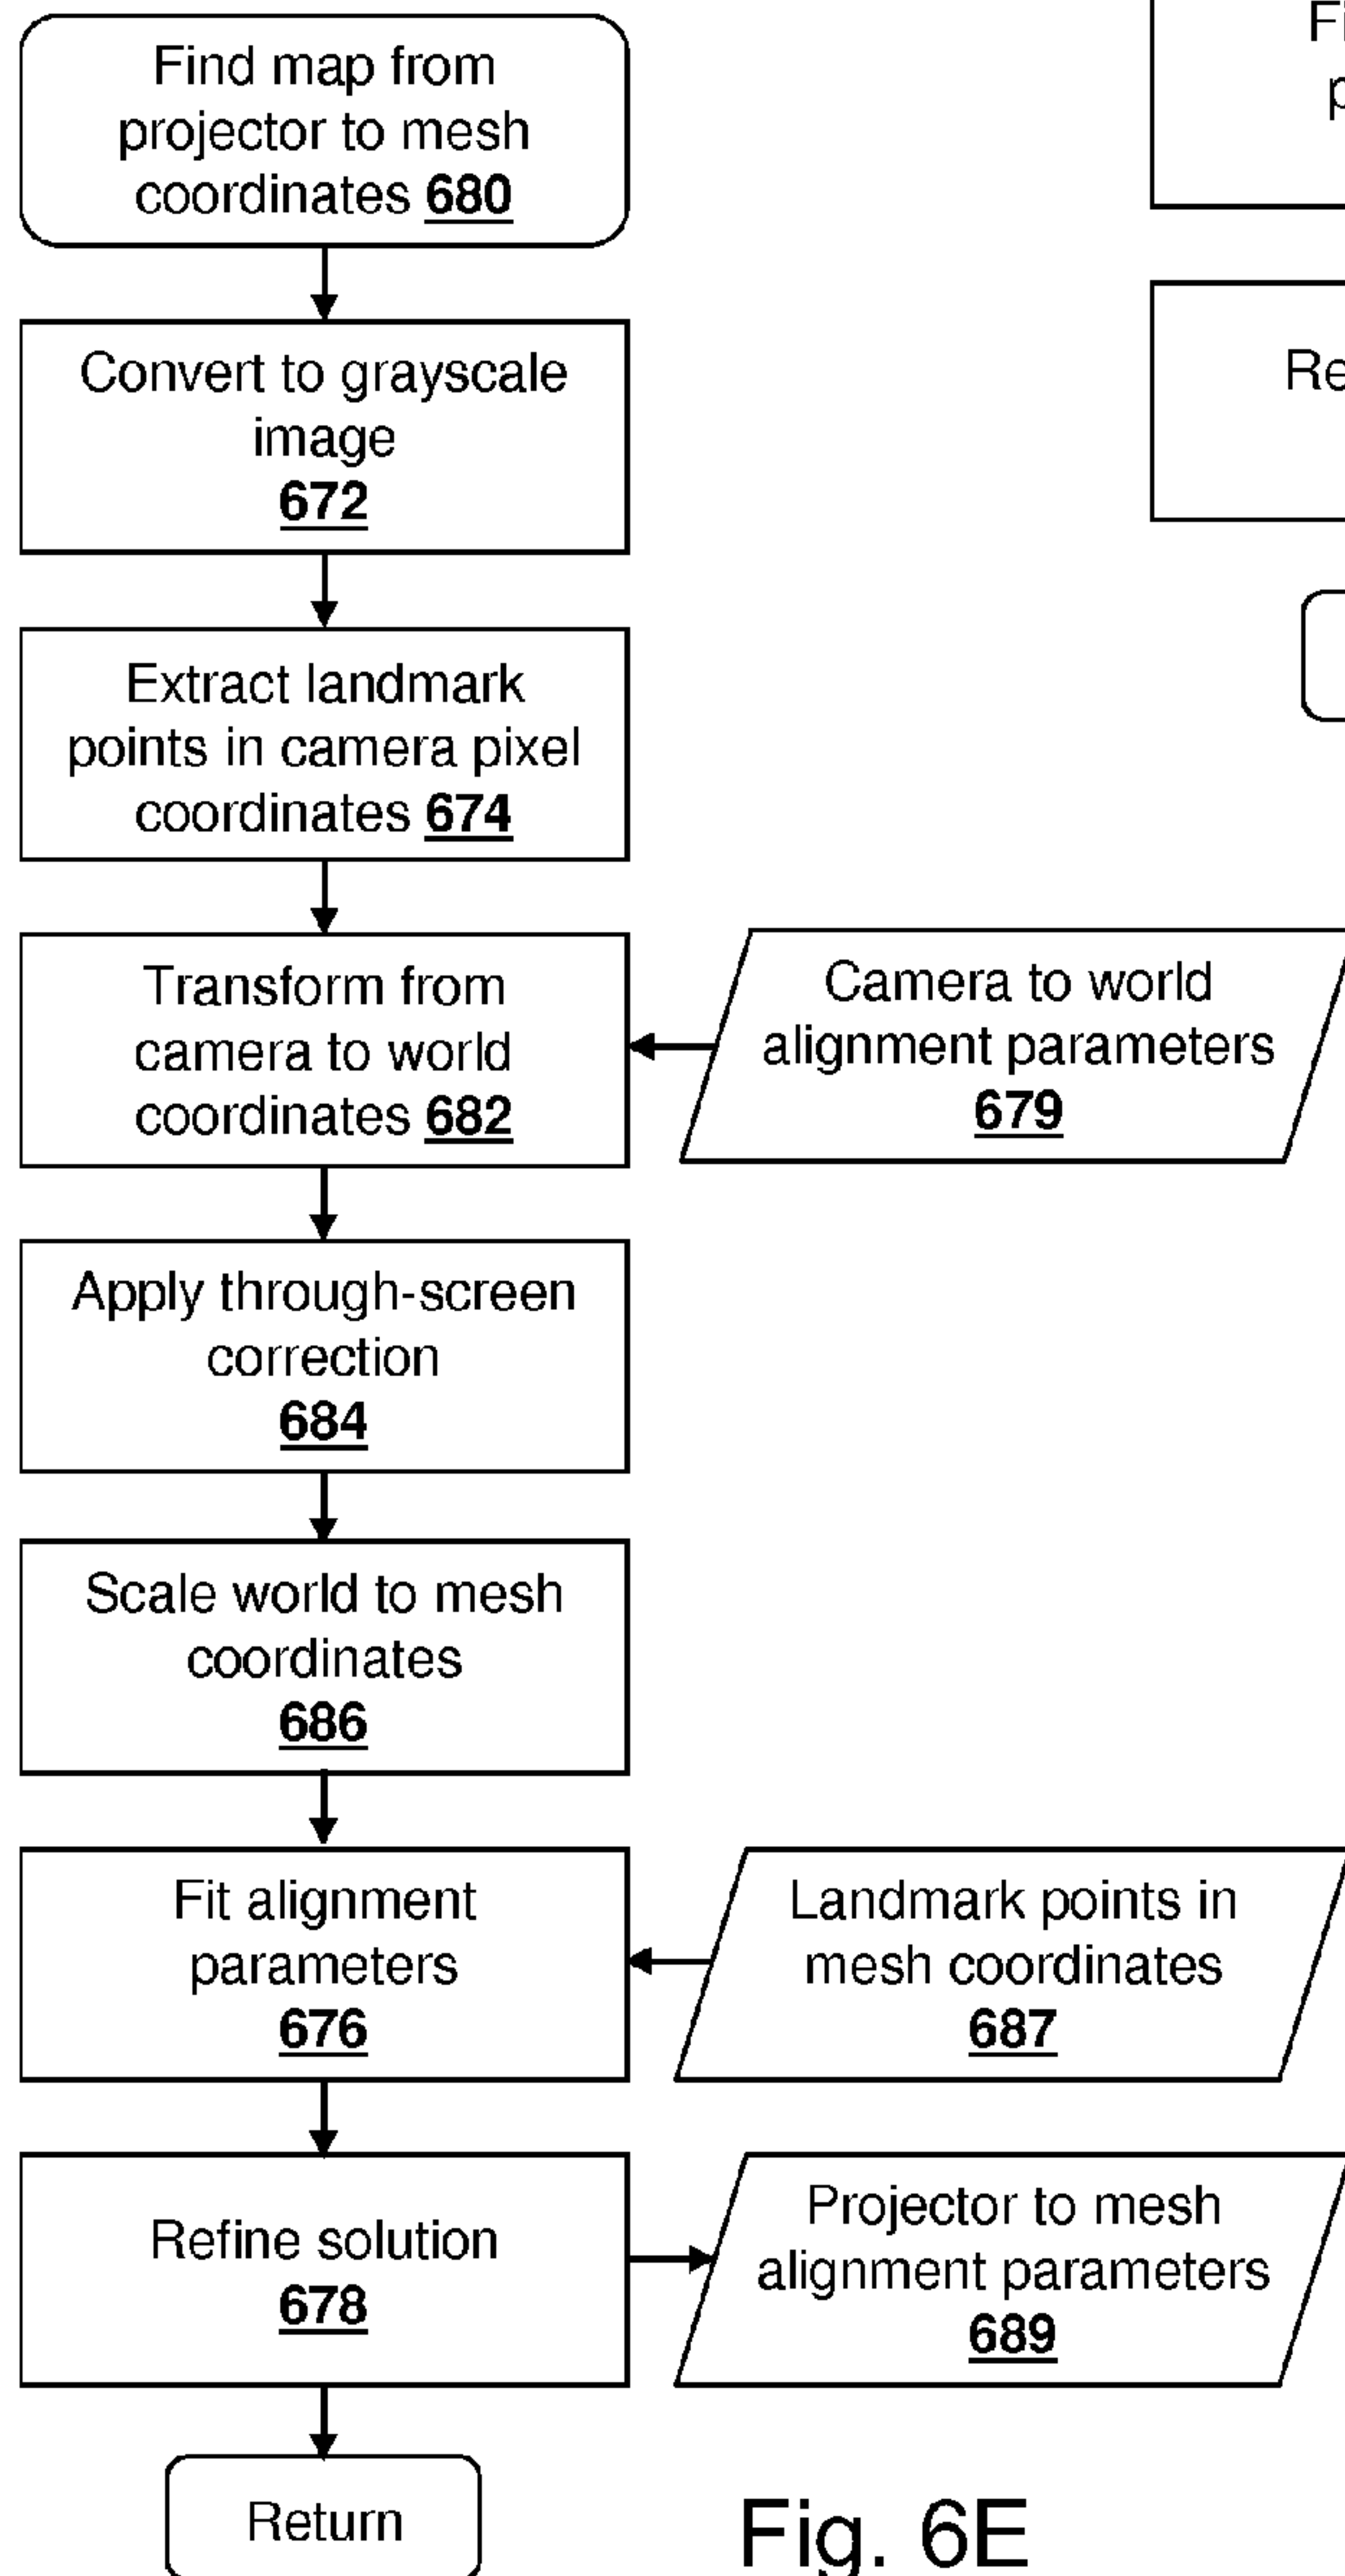 Find map from
projector to mesh
coordinates 680
Convert to grayscale
image
672
Extract landmark
points in camera pixel
coordinates 674
Transform from
camera to world
coordinates 682
Camera to world
alignment parameters
679
Apply through-screen
correction
684
Scale world to mesh
coordinates
686
Fit alignment
parameters
676
Landmark points in
mesh coordinates
687
Refine solution
678
Projector to mesh
alignment parameters
689
Return
Fig. 6E